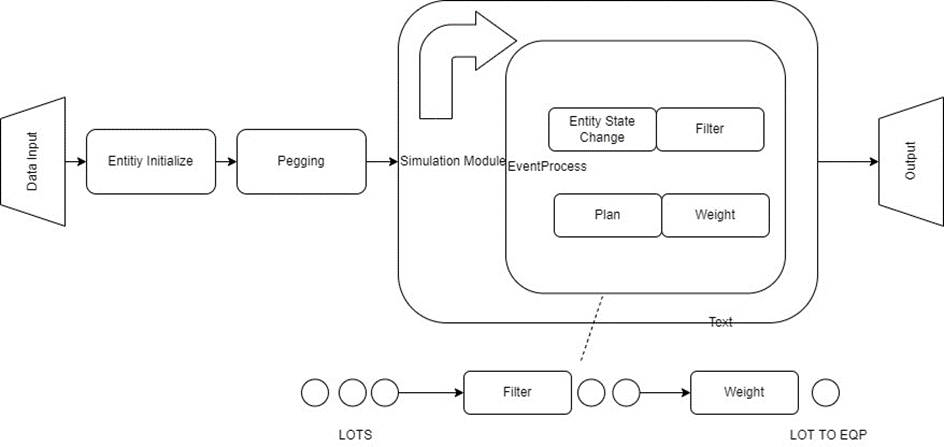 Data Input
Entitiy Initialize
Pegging
Simulation Module
EventProcess
Entity State
Change
Filter
Plan
Weight
Output
Text
Filter
Weight
LOTS
LOT TO EQP